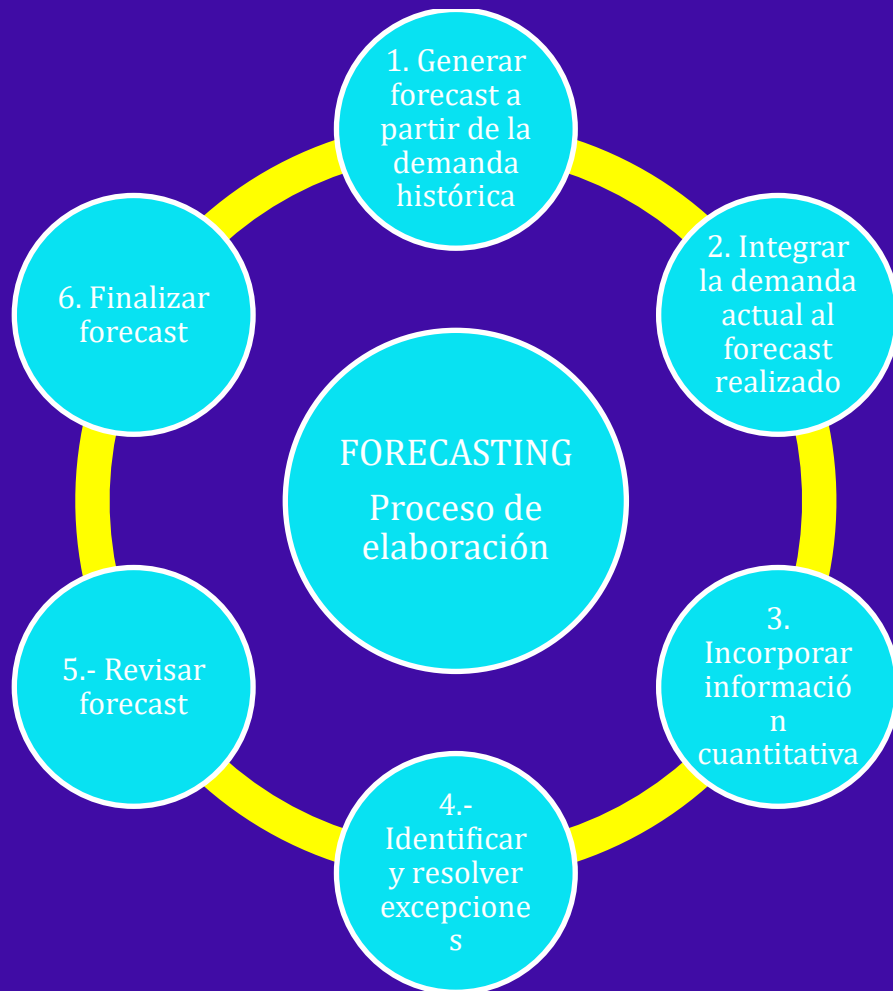 1. Generar
forecast a
partir de la
demanda
histórica
2. Integrar
la demanda
actual al
forecast
realizado
3.
Incorporar
informació
n
cuantitativa
4.-
Identificar
y resolver
excepcione
s
5.- Revisar
forecast
6. Finalizar
forecast
FORECASTING
Proceso de
elaboración